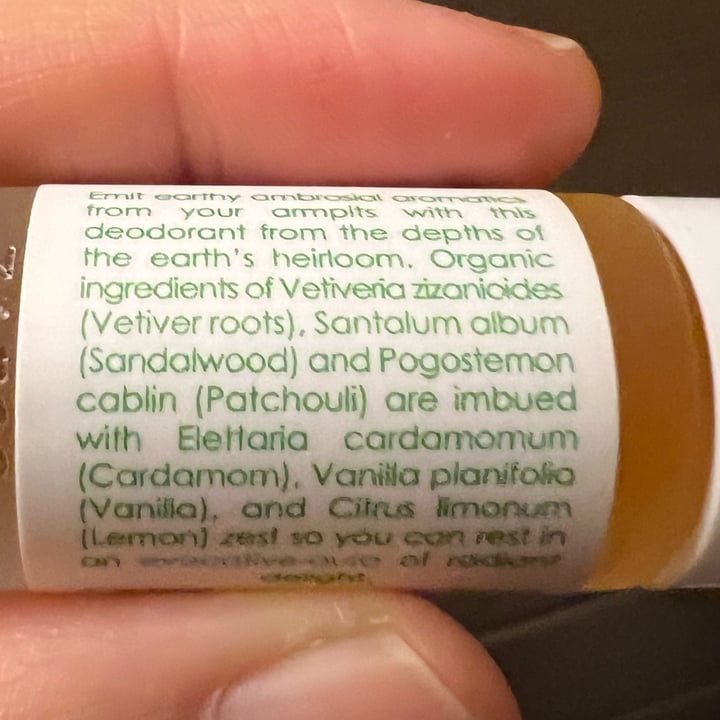 Emit earthy ambrosial aromatics
from your armpits with this
deodorant from the depths of
the earth's heirloom. Organic
ingredients of Vetiveria zizanioides
(Vetiver roots), Santalum album
(Sandalwood) and Pogostemon
cablin (Patchouli) are imbued
with Elettaria cardamomum
(Cardamom), Vanilla planifolia
(Vanilla), and Citrus limonum
(Lemon) zest so you can rest in
an of radiant
delight.